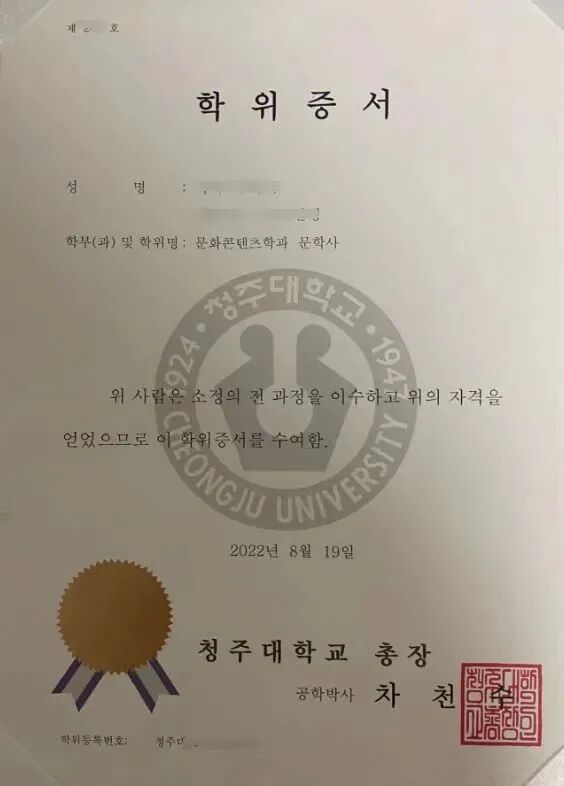 제 호
학위증서
성 명 :
학부(과) 및 학위명 : 문화콘텐츠학과 문학사
·청주대학교·
1924 CHEONGJU UNIVERSITY 1947
위 사람은 소정의 전 과정을 이수하고 위의 자격을
얻었으므로 이 학위증서를 수여함.
2022년 8월 19일
청주대학교 총장
공학박사 차 천 수
학위등록번호: 청주대